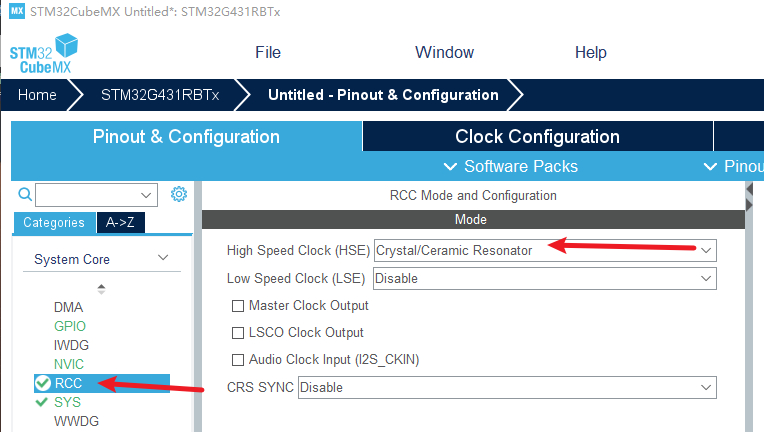 MX STM32CubeMX Untitled*: STM32G431RBTx
STM32 CubeMX
File Window Help
Home STM32G431RBTx Untitled - Pinout & Configuration
Pinout & Configuration Clock Configuration
Software Packs Pinou
RCC Mode and Configuration
Categories A->Z
Mode
System Core
High Speed Clock (HSE) Crystal/Ceramic Resonator
Low Speed Clock (LSE) Disable
Master Clock Output
LSCO Clock Output
Audio Clock Input (I2S_CKIN)
CRS SYNC Disable
DMA
GPIO
IWDG
NVIC
RCC
SYS
WWDG